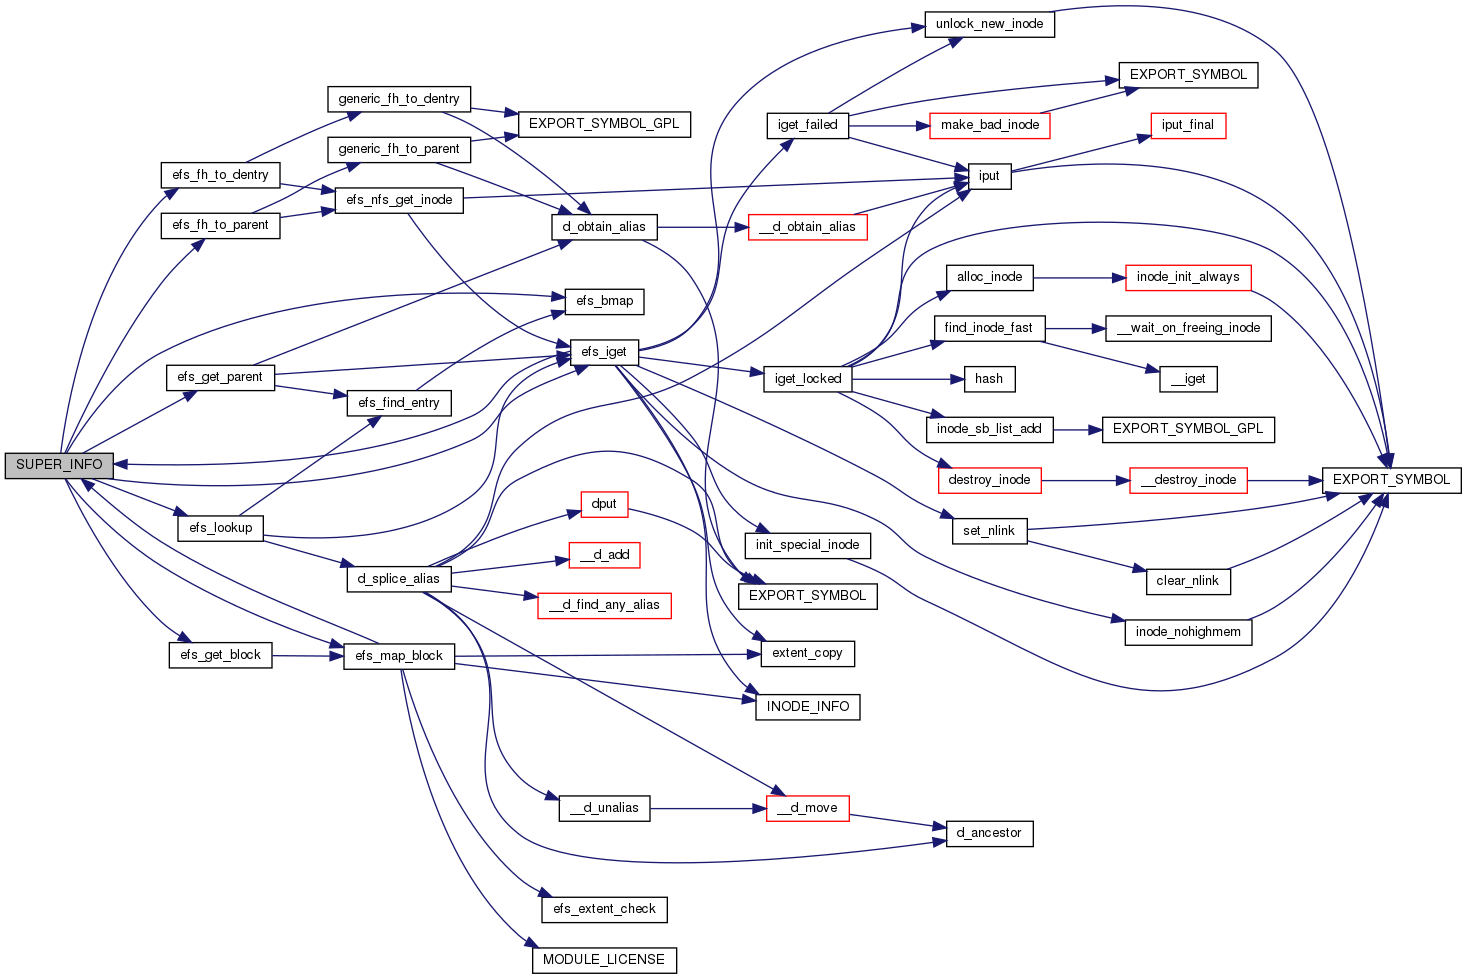 unlock_new_inode
EXPORT_SYMBOL
generic_fh_to_dentry
EXPORT_SYMBOL_GPL
iget_failed
make_bad_inode
iput_final
generic_fh_to_parent
efs_fh_to_dentry
iput
efs_nfs_get_inode
efs_fh_to_parent
d_obtain_alias
__d_obtain_alias
alloc_inode
inode_init_always
efs_bmap
find_inode_fast
__wait_on_freeing_inode
efs_iget
efs_get_parent
iget_locked
hash
__iget
efs_find_entry
inode_sb_list_add
EXPORT_SYMBOL_GPL
SUPER_INFO
destroy_inode
__destroy_inode
EXPORT_SYMBOL
dput
efs_lookup
set_nlink
init_special_inode
__d_add
d_splice_alias
clear_nlink
EXPORT_SYMBOL
__d_find_any_alias
inode_nohighmem
efs_get_block
efs_map_block
extent_copy
INODE_INFO
__d_unalias
__d_move
d_ancestor
efs_extent_check
MODULE_LICENSE